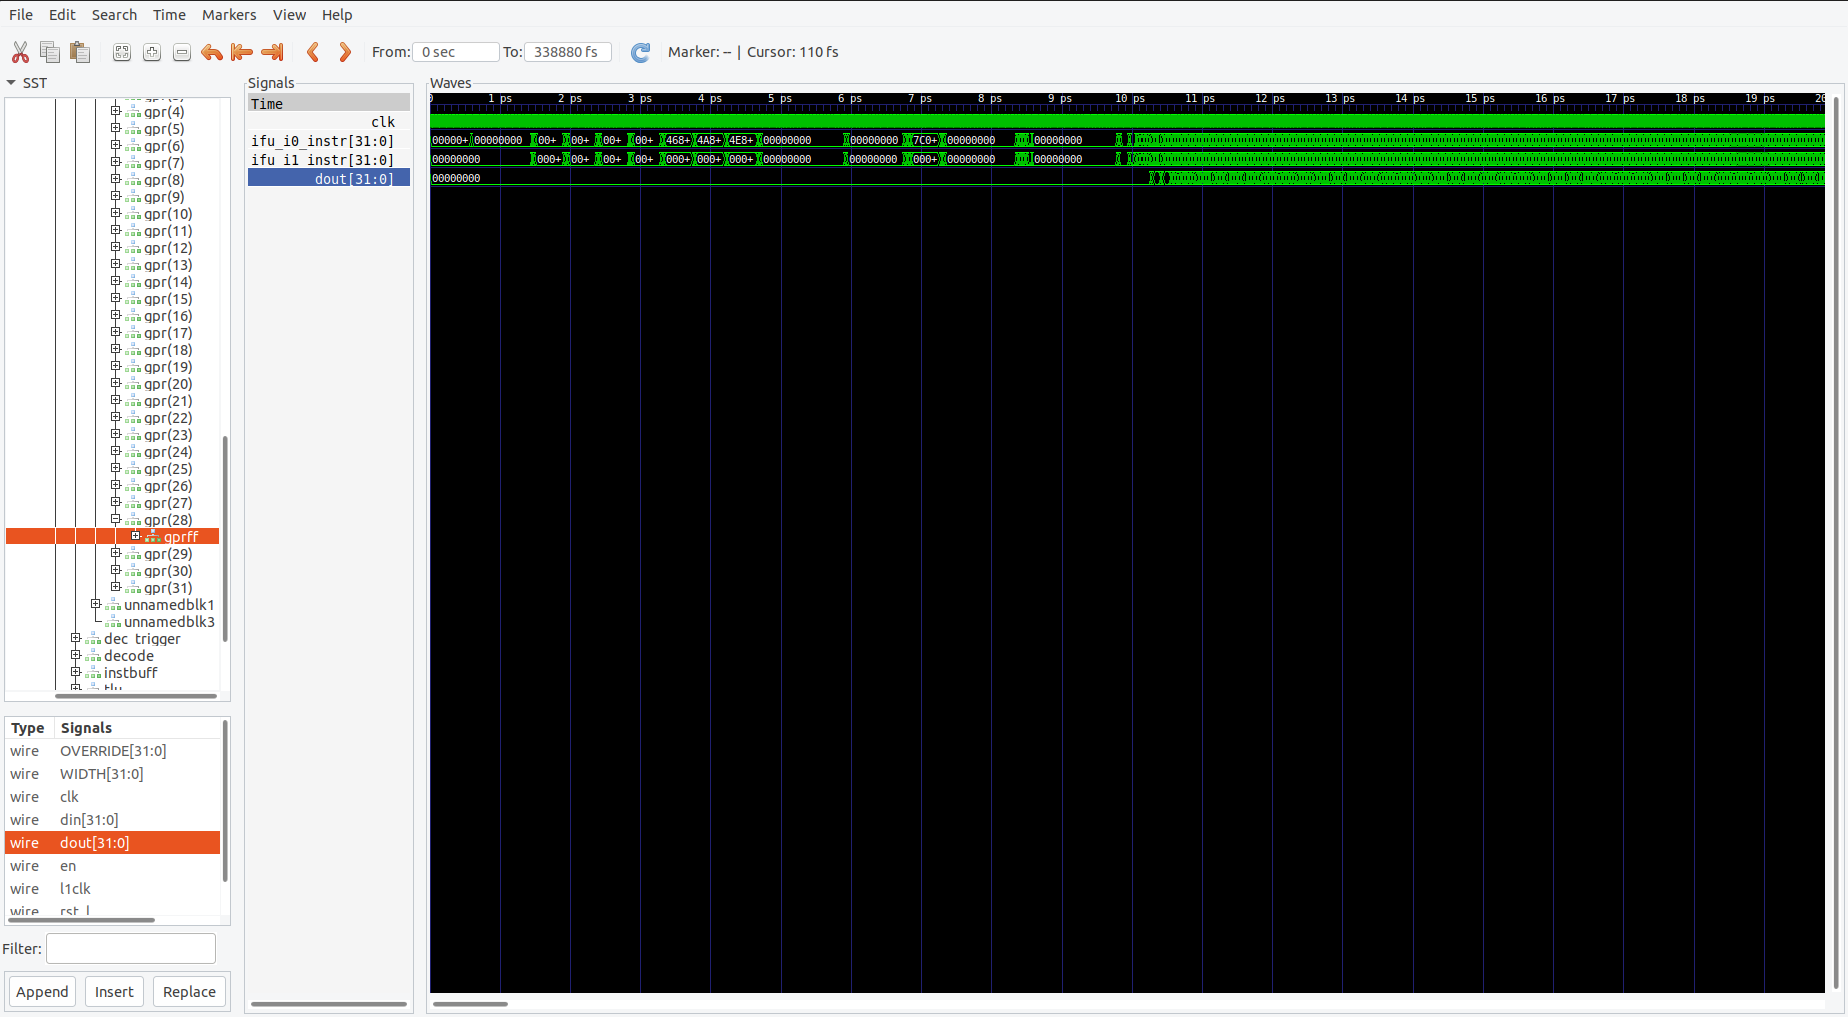 File Edit Search Time Markers View Help
From: 0 sec To: 338880 fs Marker: -- | Cursor: 110 fs
SST
gpr(4)
gpr(5)
gpr(6)
gpr(7)
gpr(8)
gpr(9)
gpr(10)
gpr(11)
gpr(12)
gpr(13)
gpr(14)
gpr(15)
gpr(16)
gpr(17)
gpr(18)
gpr(19)
gpr(20)
gpr(21)
gpr(22)
gpr(23)
gpr(24)
gpr(25)
gpr(26)
gpr(27)
gpr(28)
gprff
gpr(29)
gpr(30)
gpr(31)
unnamedblk1
unnamedblk3
dec_trigger
decode
instbuff
tlu
Type Signals
wire OVERRIDE[31:0]
wire WIDTH[31:0]
wire clk
wire din[31:0]
wire dout[31:0]
wire en
wire l1clk
wire rst_l
Filter:
Append Insert Replace
Signals
Time
clk
ifu_i0_instr[31:0]
ifu_i1_instr[31:0]
dout[31:0]
Waves
0 1 ps 2 ps 3 ps 4 ps 5 ps 6 ps 7 ps 8 ps 9 ps 10 ps 11 ps 12 ps 13 ps 14 ps 15 ps 16 ps 17 ps 18 ps 19 ps 20
00000+ 00000000 00+ 00+ 00+ 00+ 468+ 4A8+ 4E8+ 00000000 00000000 7C0+ 00000000 00000000
00000000 000+ 00+ 00+ 00+ 000+ 000+ 000+ 00000000 00000000 000+ 00000000 00000000
00000000